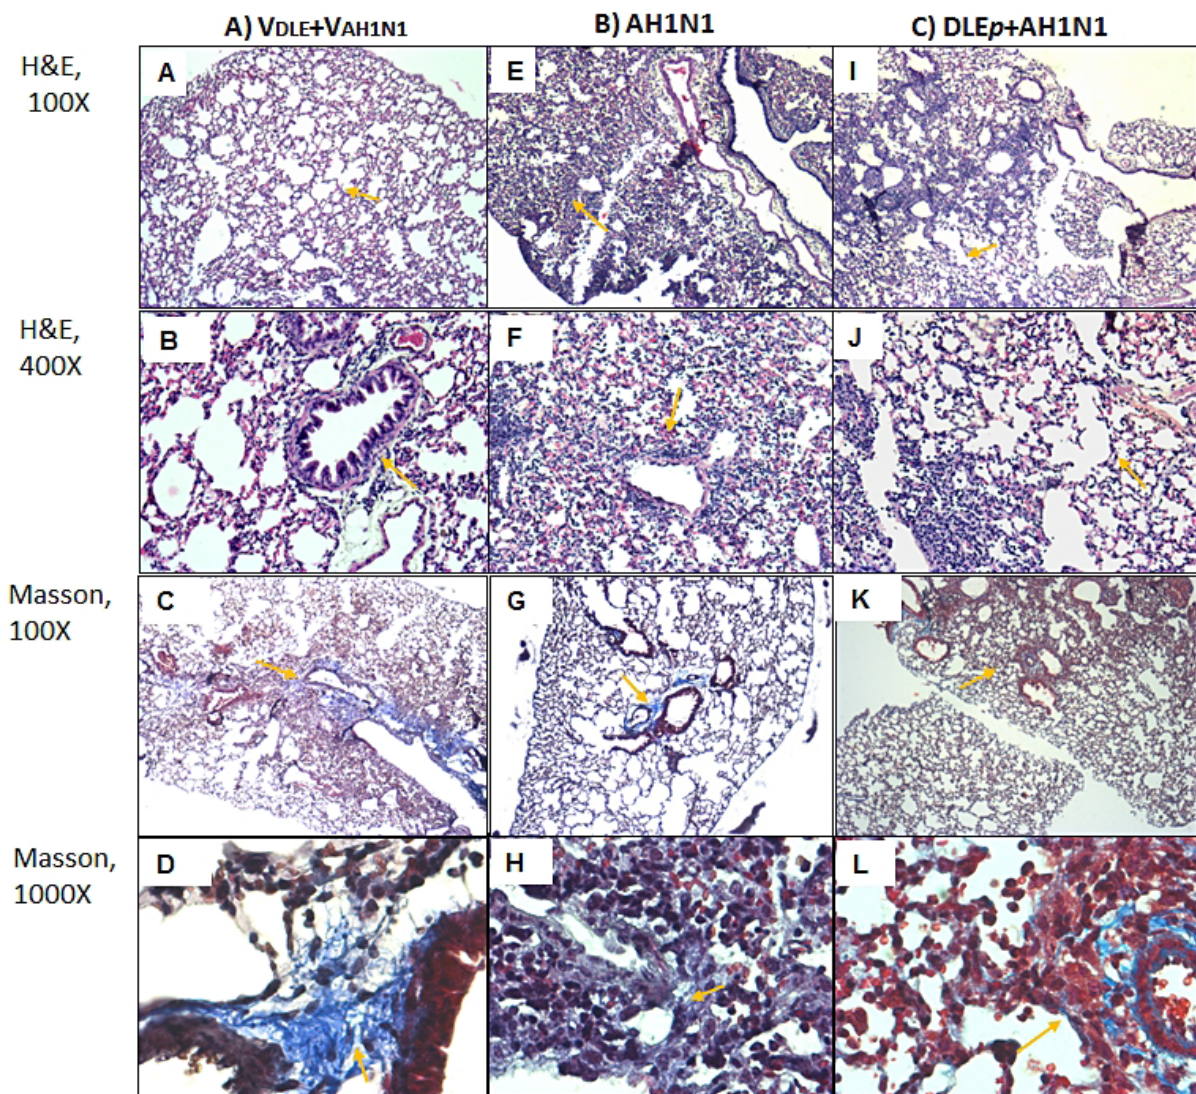 A) VDLE+VAH1N1
B) AH1N1
C) DLEp+AH1N1
H&E,
100X
A
E
I
H&E,
400X
B
F
J
Masson,
100X
C
G
K
Masson,
1000X
D
H
L